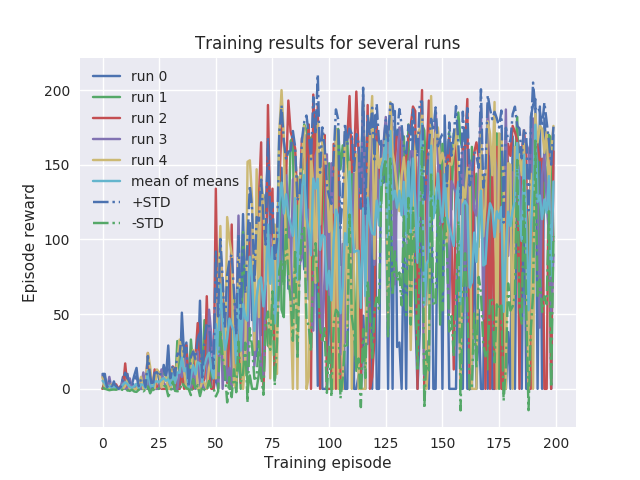 Training results for several runs
run 0
run 1
run 2
run 3
run 4
mean of means
+STD
-STD
Episode reward
200
150
100
50
0
0 25 50 75 100 125 150 175 200
Training episode